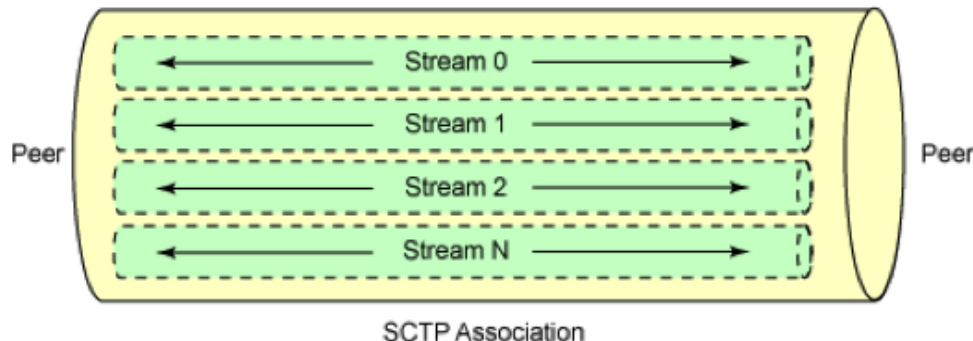 Stream 0
Stream 1
Peer
Peer
Stream 2
Stream N
SCTP Association